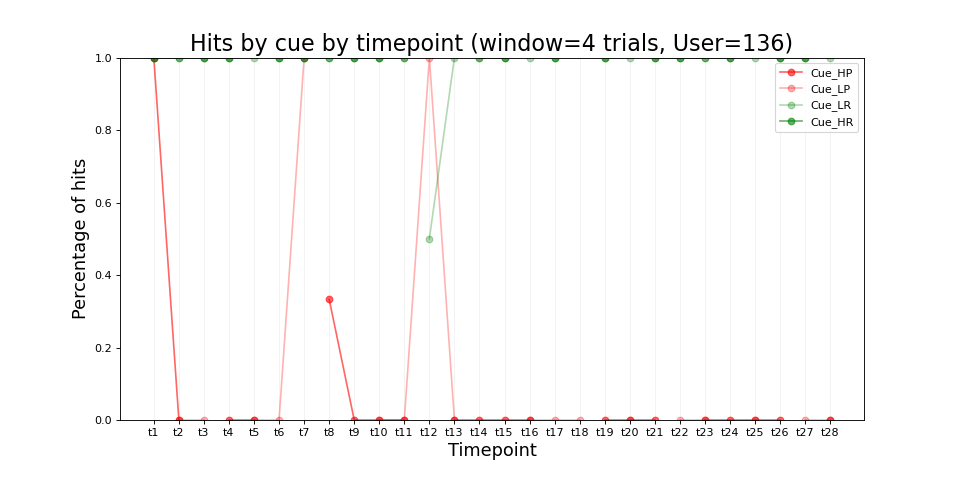 Hits by cue by timepoint (window=4 trials, User=136)
1.0
0.8
0.6
0.4
0.2
0.0
Percentage of hits
Cue_HP
Cue_LP
Cue_LR
Cue_HR
t1 t2 t3 t4 t5 t6 t7 t8 t9 t10 t11 t12 t13 t14 t15 t16 t17 t18 t19 t20 t21 t22 t23 t24 t25 t26 t27 t28
Timepoint